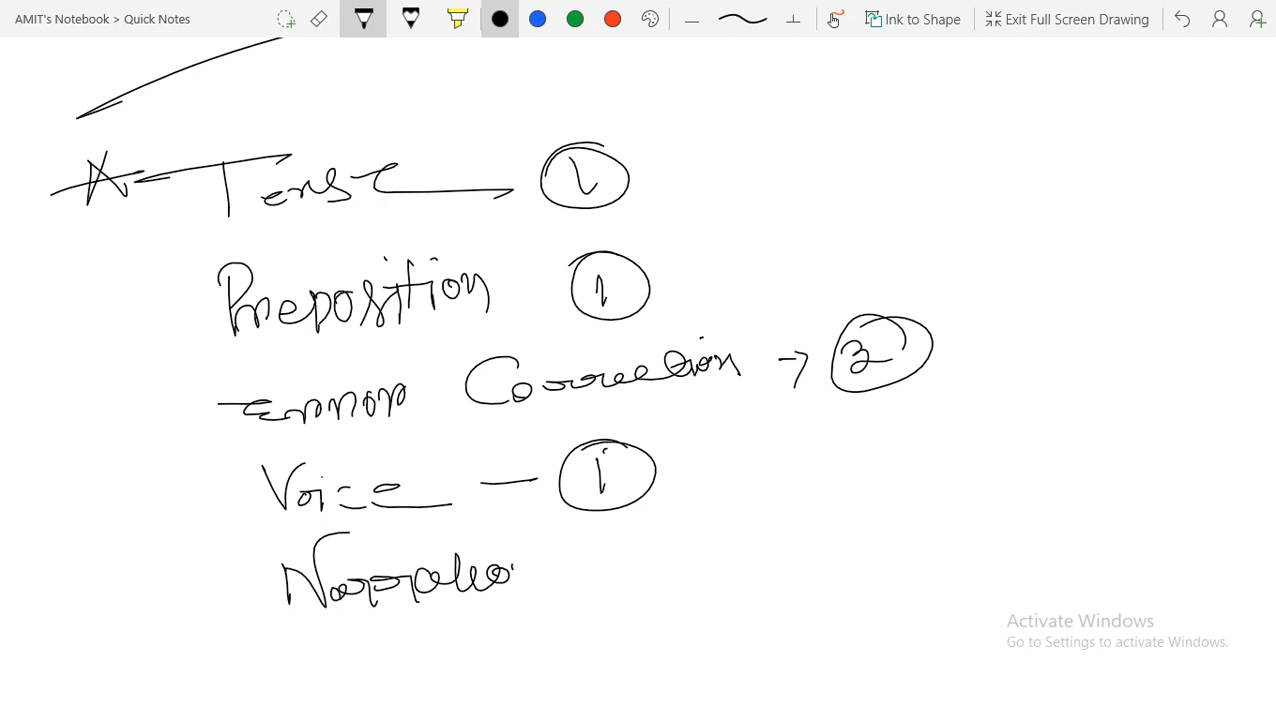 AMIT's Notebook > Quick Notes Ink to Shape Exit Full Screen Drawing
A- Tense
Preposition 1
Error Correction → 2
Voice — 1
Activate Windows
Go to Settings to activate Windows.